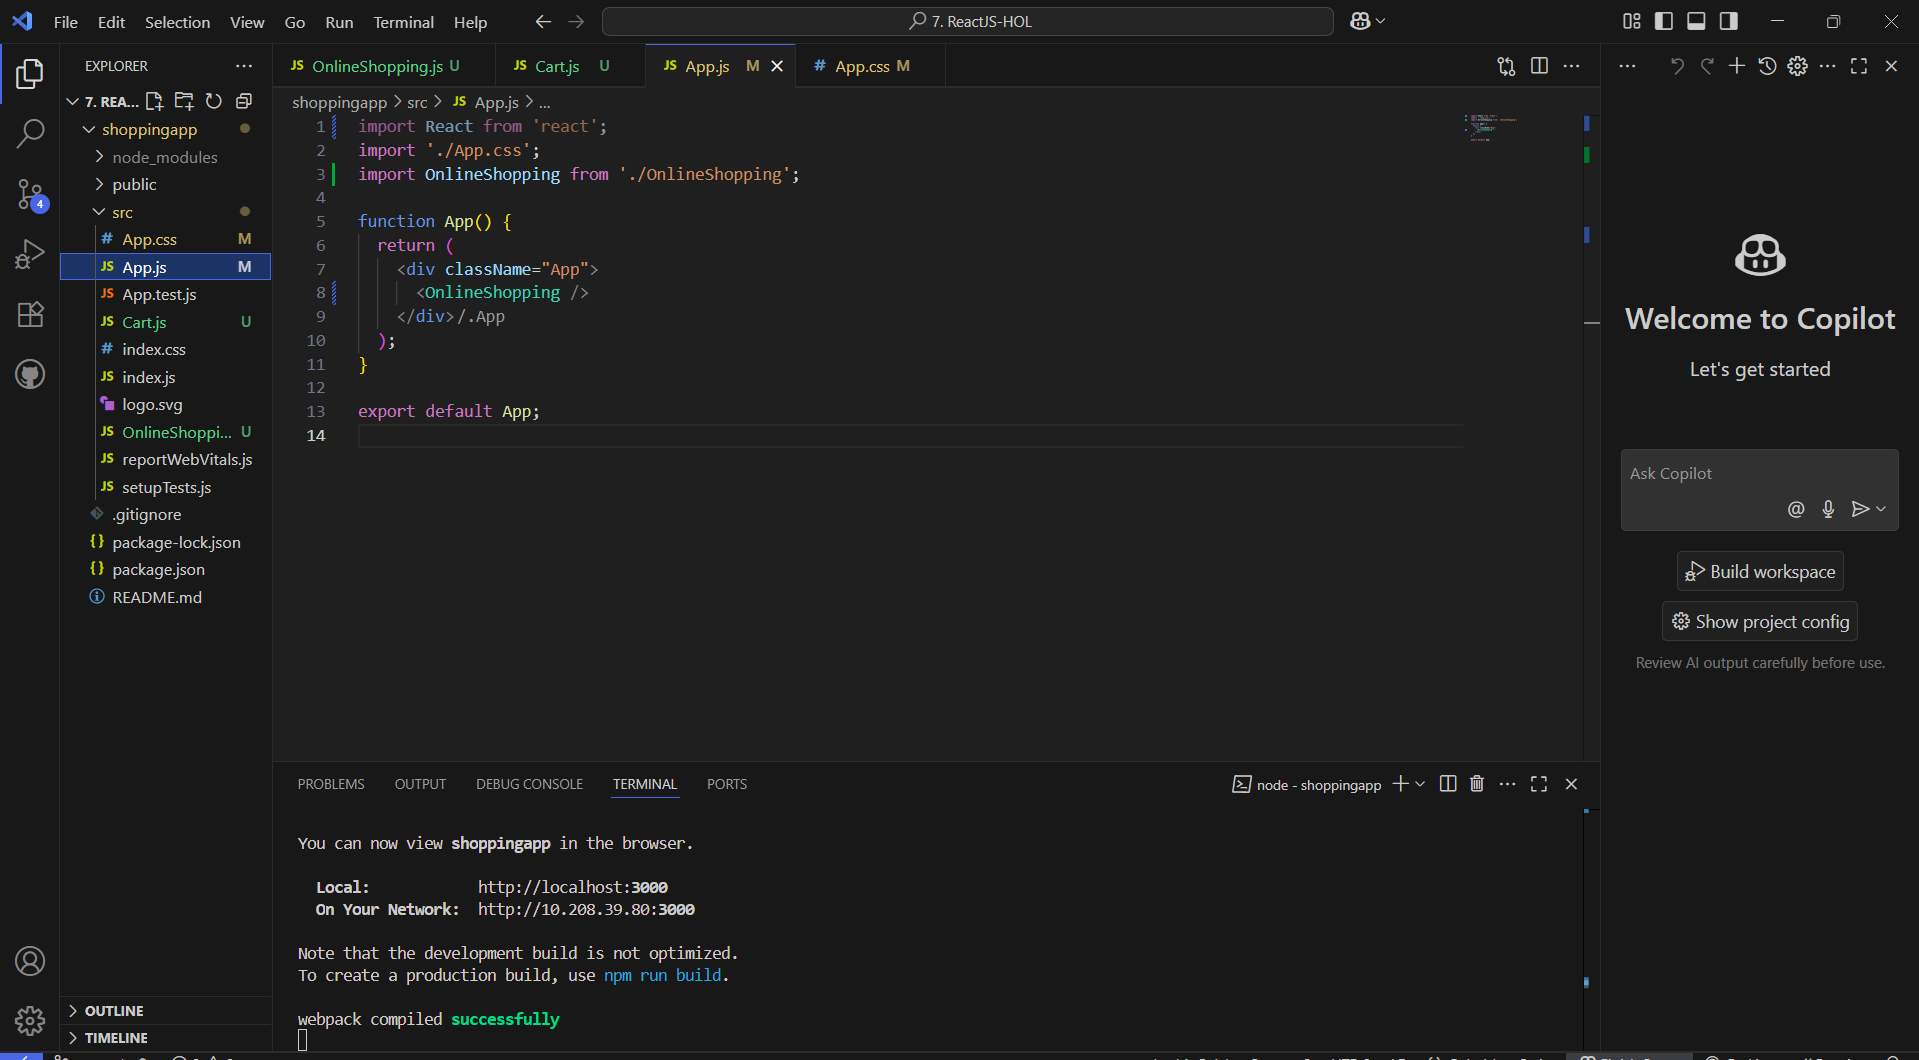 File Edit Selection View Go Run Terminal Help
7. ReactJS-HOL
EXPLORER
7. REA...
shoppingapp
node_modules
public
src
App.css M
App.js M
App.test.js
Cart.js U
index.css
index.js
logo.svg
OnlineShoppi... U
reportWebVitals.js
setupTests.js
.gitignore
package-lock.json
package.json
README.md
OUTLINE
TIMELINE
4
JS OnlineShopping.js U
JS Cart.js U
JS App.js M
# App.css M
shoppingapp > src > JS App.js > ...
1 import React from 'react';
2 import './App.css';
3 import OnlineShopping from './OnlineShopping';
4
5 function App() {
6 return (
7 <div className="App">
8 <OnlineShopping />
9 </div>/.App
10 );
11 }
12
13 export default App;
14
PROBLEMS OUTPUT DEBUG CONSOLE TERMINAL PORTS
node - shoppingapp
You can now view shoppingapp in the browser.
Local: http://localhost:3000
On Your Network: http://10.208.39.80:3000
Note that the development build is not optimized.
To create a production build, use npm run build.
webpack compiled successfully
Welcome to Copilot
Let's get started
Ask Copilot
Build workspace
Show project config
Review AI output carefully before use.